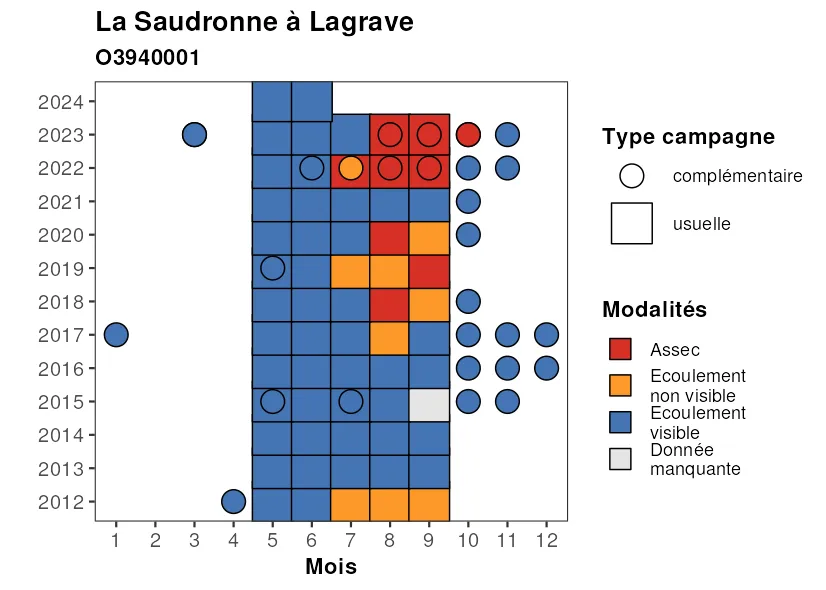 La Saudronne à Lagrave
O3940001
2024
2023
2022
2021
2020
2019
2018
2017
2016
2015
2014
2013
2012
1 2 3 4 5 6 7 8 9 10 11 12
Mois
Type campagne
complémentaire
usuelle
Modalités
Assec
Ecoulement
non visible
Ecoulement
visible
Donnée
manquante